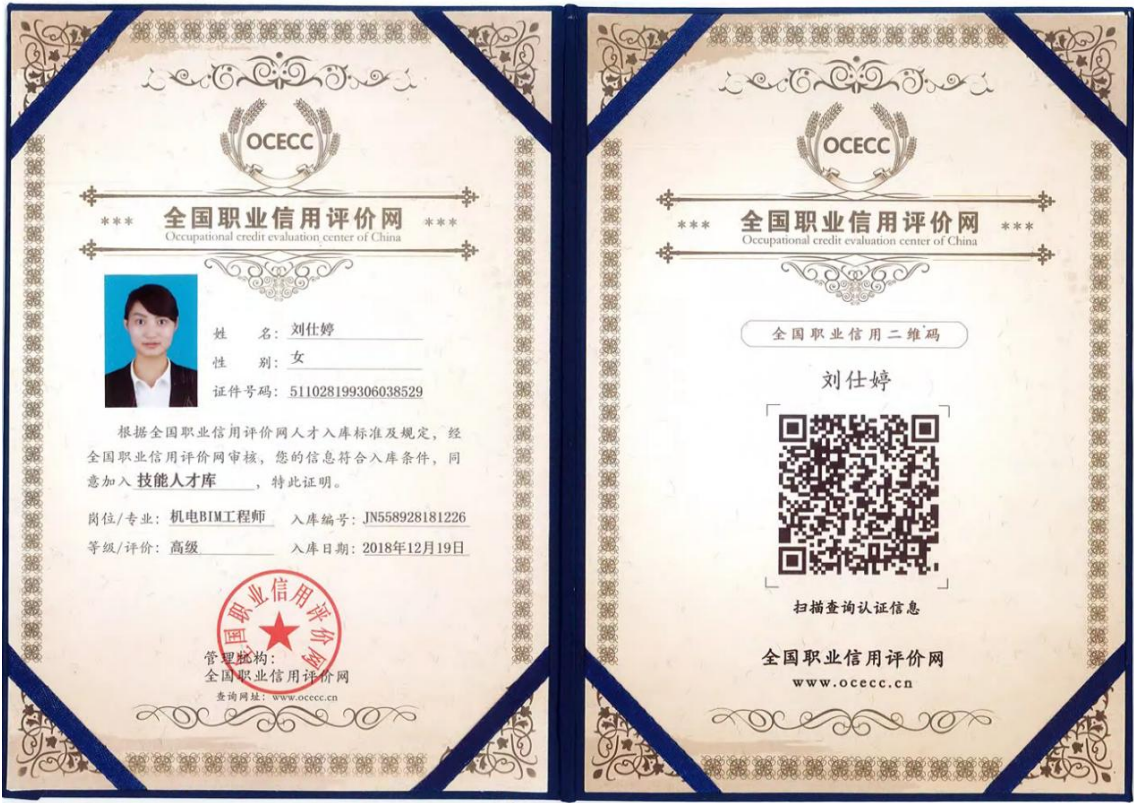 OCECC
*** 全国职业信用评价网 ***
Occupational credit evaluation center of China
姓 名: 刘仕婷
性 别: 女
证件号码: 511028199306038529
根据全国职业信用评价网人才入库标准及规定，经
全国职业信用评价网审核，您的信息符合入库条件，同
意加入 技能人才库 ，特此证明。
岗位/专业: 机电BIM工程师 入库编号: JN558928181226
等级/评价: 高级 入库日期: 2018年12月19日
全国职业信用评价网
管理机构:
全国职业信用评价网
查询网址: www.ocecc.cn
OCECC
*** 全国职业信用评价网 ***
Occupational credit evaluation center of China
全国职业信用二维码
刘仕婷
扫描查询认证信息
全国职业信用评价网
www.ocecc.cn